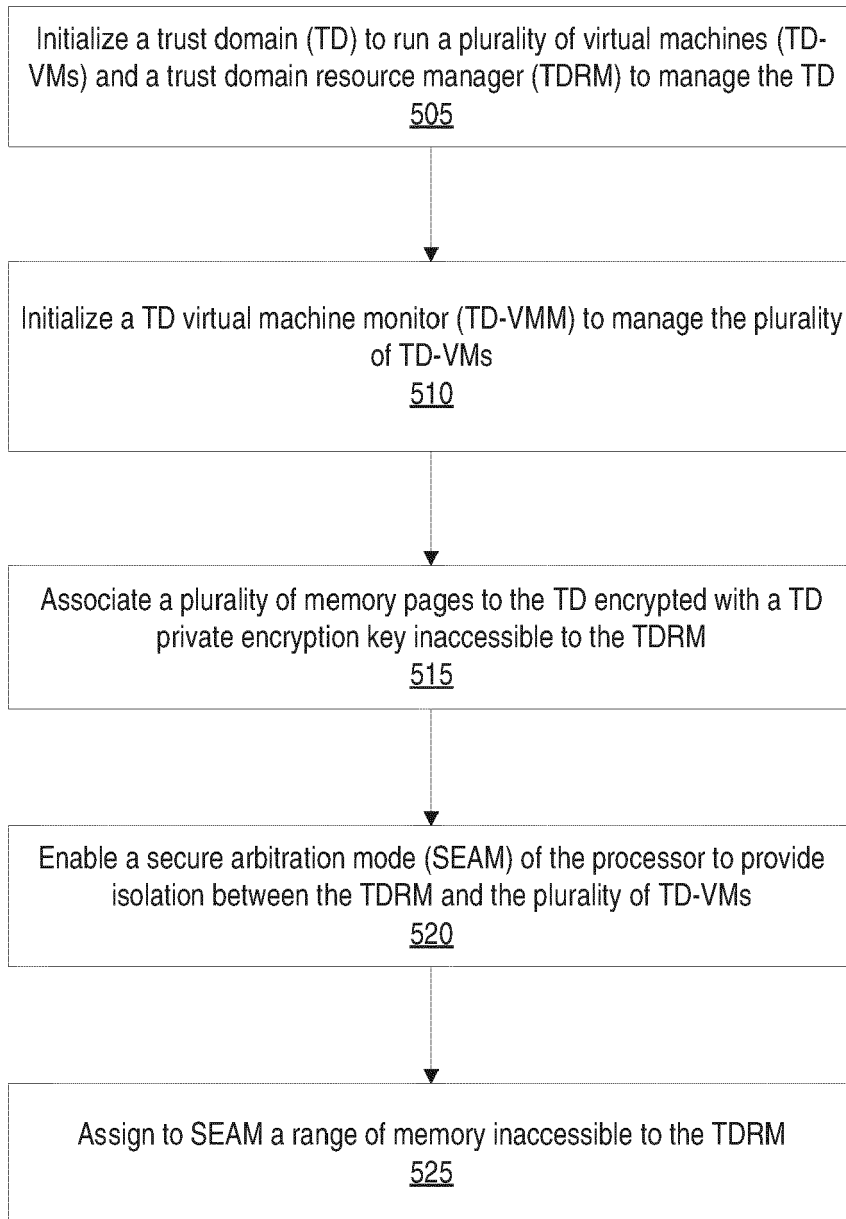 Initialize a trust domain (TD) to run a plurality of virtual machines (TD-
VMs) and a trust domain resource manager (TDRM) to manage the TD
505
Initialize a TD virtual machine monitor (TD-VMM) to manage the plurality
of TD-VMs
510
Associate a plurality of memory pages to the TD encrypted with a TD
private encryption key inaccessible to the TDRM
515
Enable a secure arbitration mode (SEAM) of the processor to provide
isolation between the TDRM and the plurality of TD-VMs
520
Assign to SEAM a range of memory inaccessible to the TDRM
525